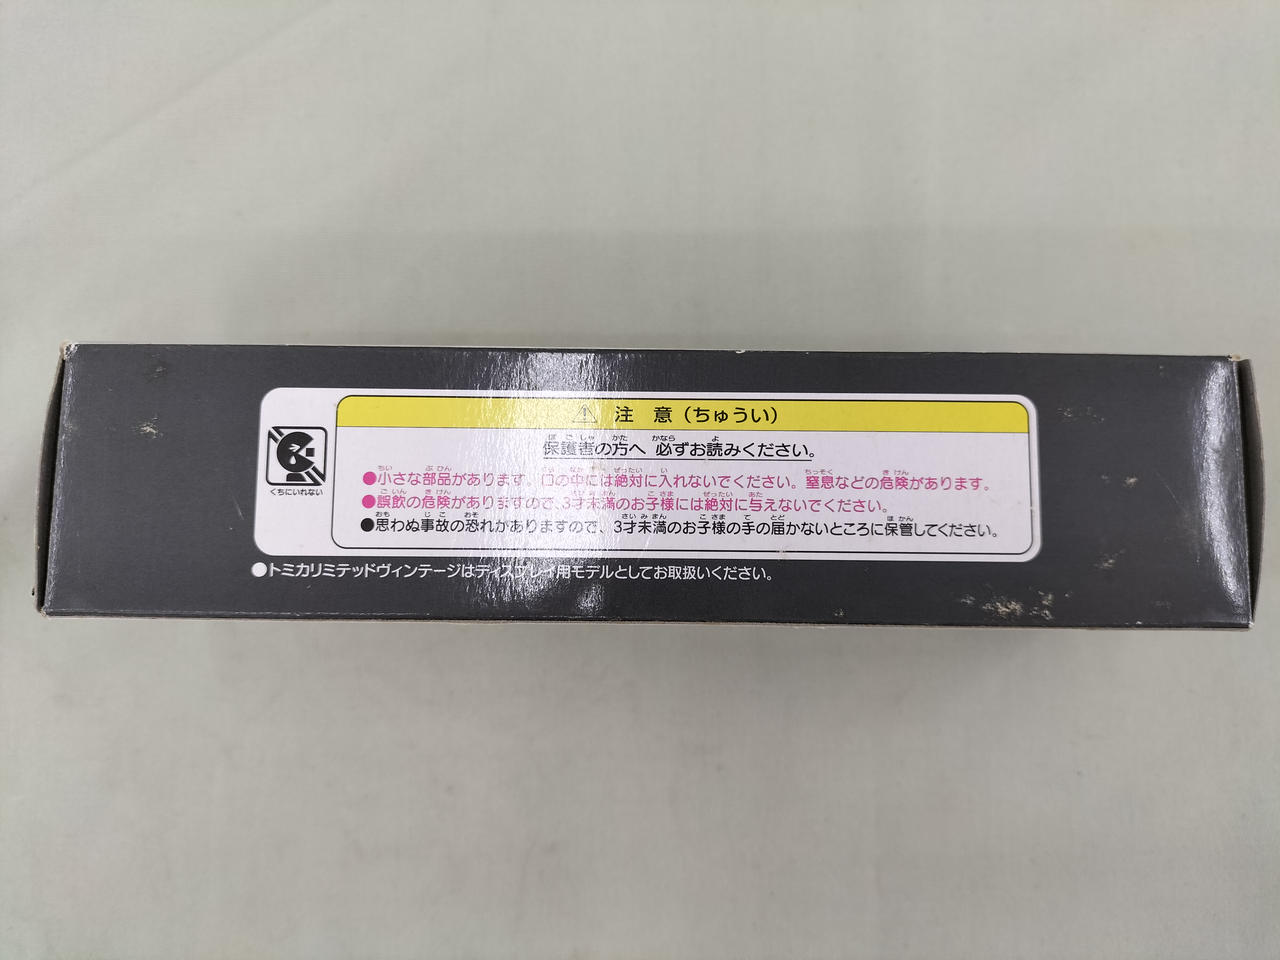 注 意(ちゅうい)
保護者の方へ 必ずお読みください。
●小さな部品があります。口の中には絶対に入れないでください。窒息などの危険があります。
●誤飲の危険がありますので、3才未満のお子様には絶対に与えないでください。
●思わぬ事故の恐れがありますので、3才未満のお子様の手の届かないところに保管してください。
くちにいれない
●トミカリミテッドヴィンテージはディスプレイ用モデルとしてお取扱いください。